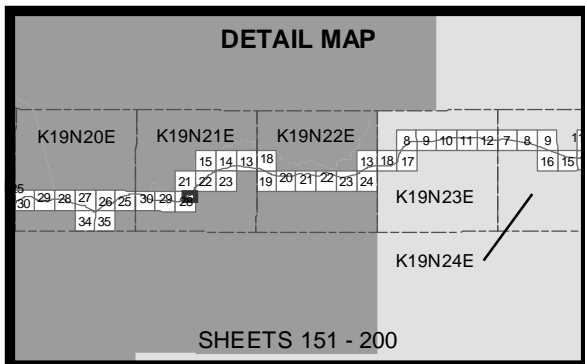 DETAIL MAP
K19N20E
K19N21E
K19N22E
8 9 10 11 12 7 8 9 11
15 14 13 18
13 18 17
16 15
21 22 23
19 20 21 22 23 24
K19N23E
25
30 29 28 27 26 25 30 29 28
34 35
K19N24E
SHEETS 151 - 200